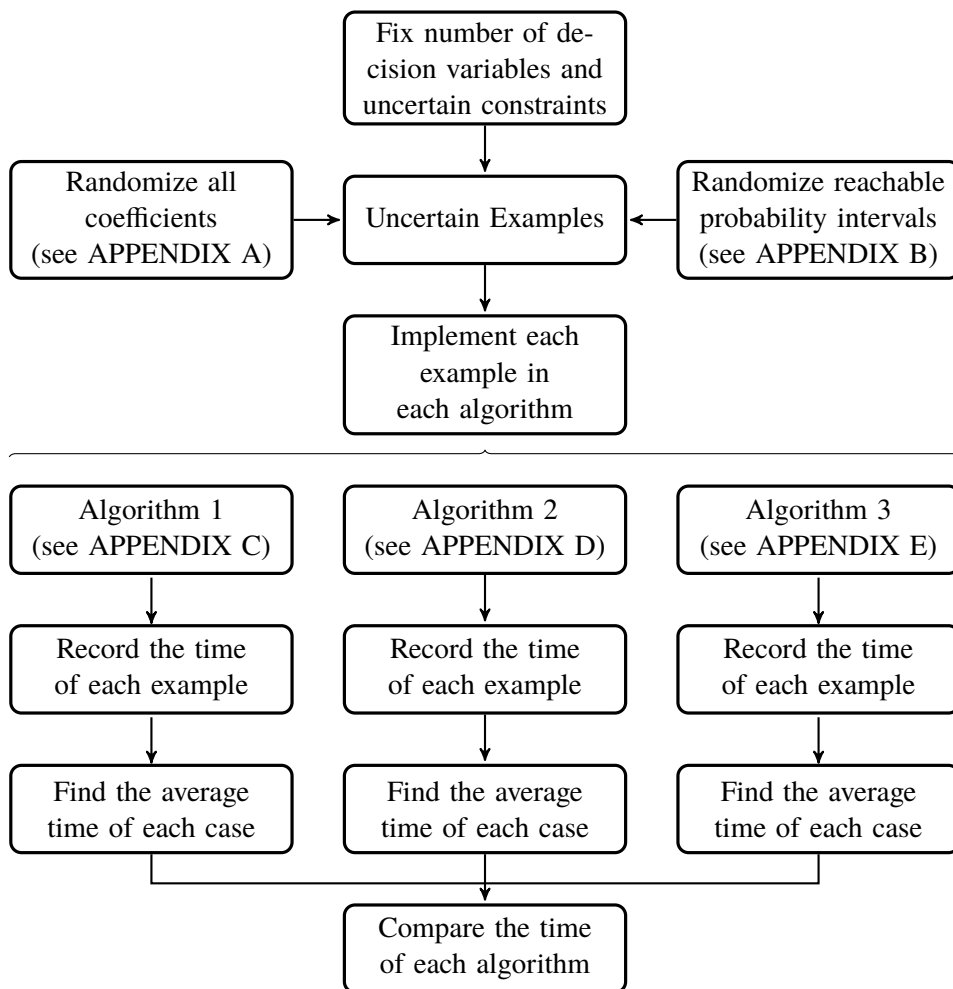 Fix number of de-
cision variables and
uncertain constraints
Randomize all
coefficients
(see APPENDIX A)
Uncertain Examples
Randomize reachable
probability intervals
(see APPENDIX B)
Implement each
example in
each algorithm
Algorithm 1
(see APPENDIX C)
Algorithm 2
(see APPENDIX D)
Algorithm 3
(see APPENDIX E)
Record the time
of each example
Record the time
of each example
Record the time
of each example
Find the average
time of each case
Find the average
time of each case
Find the average
time of each case
Compare the time
of each algorithm